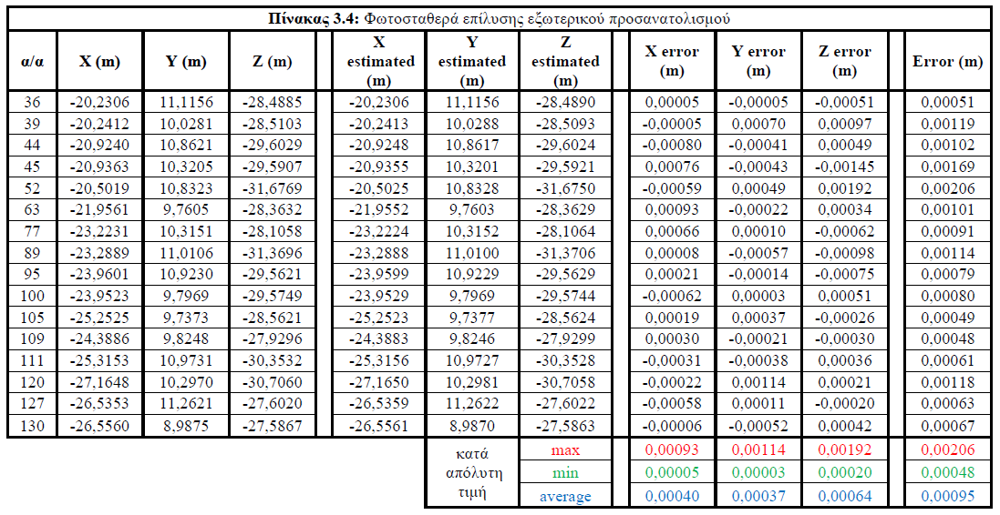 Πίνακας 3.4: Φωτοσταθερά επίλυσης εξωτερικού προσανατολισμού
α/α X (m) Y (m) Z (m) X estimated (m) Y estimated (m) Z estimated (m) X error (m) Y error (m) Z error (m) Error (m)
36 -20,2306 11,1156 -28,4885 -20,2306 11,1156 -28,4890 0,00005 -0,00005 -0,00051 0,00051
39 -20,2412 10,0281 -28,5103 -20,2413 10,0288 -28,5093 -0,00005 0,00070 0,00097 0,00119
44 -20,9240 10,8621 -29,6029 -20,9248 10,8617 -29,6024 -0,00080 -0,00041 0,00049 0,00102
45 -20,9363 10,3205 -29,5907 -20,9355 10,3201 -29,5921 0,00076 -0,00043 -0,00145 0,00169
52 -20,5019 10,8323 -31,6769 -20,5025 10,8328 -31,6750 -0,00059 0,00049 0,00192 0,00206
63 -21,9561 9,7605 -28,3632 -21,9552 9,7603 -28,3629 0,00093 -0,00022 0,00034 0,00101
77 -23,2231 10,3151 -28,1058 -23,2224 10,3152 -28,1064 0,00066 0,00010 -0,00062 0,00091
89 -23,2889 11,0106 -31,3696 -23,2888 11,0100 -31,3706 0,00008 -0,00057 -0,00098 0,00114
95 -23,9601 10,9230 -29,5621 -23,9599 10,9229 -29,5629 0,00021 -0,00014 -0,00075 0,00079
100 -23,9523 9,7969 -29,5749 -23,9529 9,7969 -29,5744 -0,00062 0,00003 0,00051 0,00080
105 -25,2525 9,7373 -28,5621 -25,2523 9,7377 -28,5624 0,00019 0,00037 -0,00026 0,00049
109 -24,3886 9,8248 -27,9296 -24,3883 9,8246 -27,9299 0,00030 -0,00021 -0,00030 0,00048
111 -25,3153 10,9731 -30,3532 -25,3156 10,9727 -30,3528 -0,00031 -0,00038 0,00036 0,00061
120 -27,1648 10,2970 -30,7060 -27,1650 10,2981 -30,7058 -0,00022 0,00114 0,00021 0,00118
127 -26,5353 11,2621 -27,6020 -26,5359 11,2622 -27,6022 -0,00058 0,00011 -0,00020 0,00063
130 -26,5560 8,9875 -27,5867 -26,5561 8,9870 -27,5863 -0,00006 -0,00052 0,00042 0,00067
κατά απόλυτη τιμή max 0,00093 0,00114 0,00192 0,00206
min 0,00005 0,00003 0,00020 0,00048
average 0,00040 0,00037 0,00064 0,00095